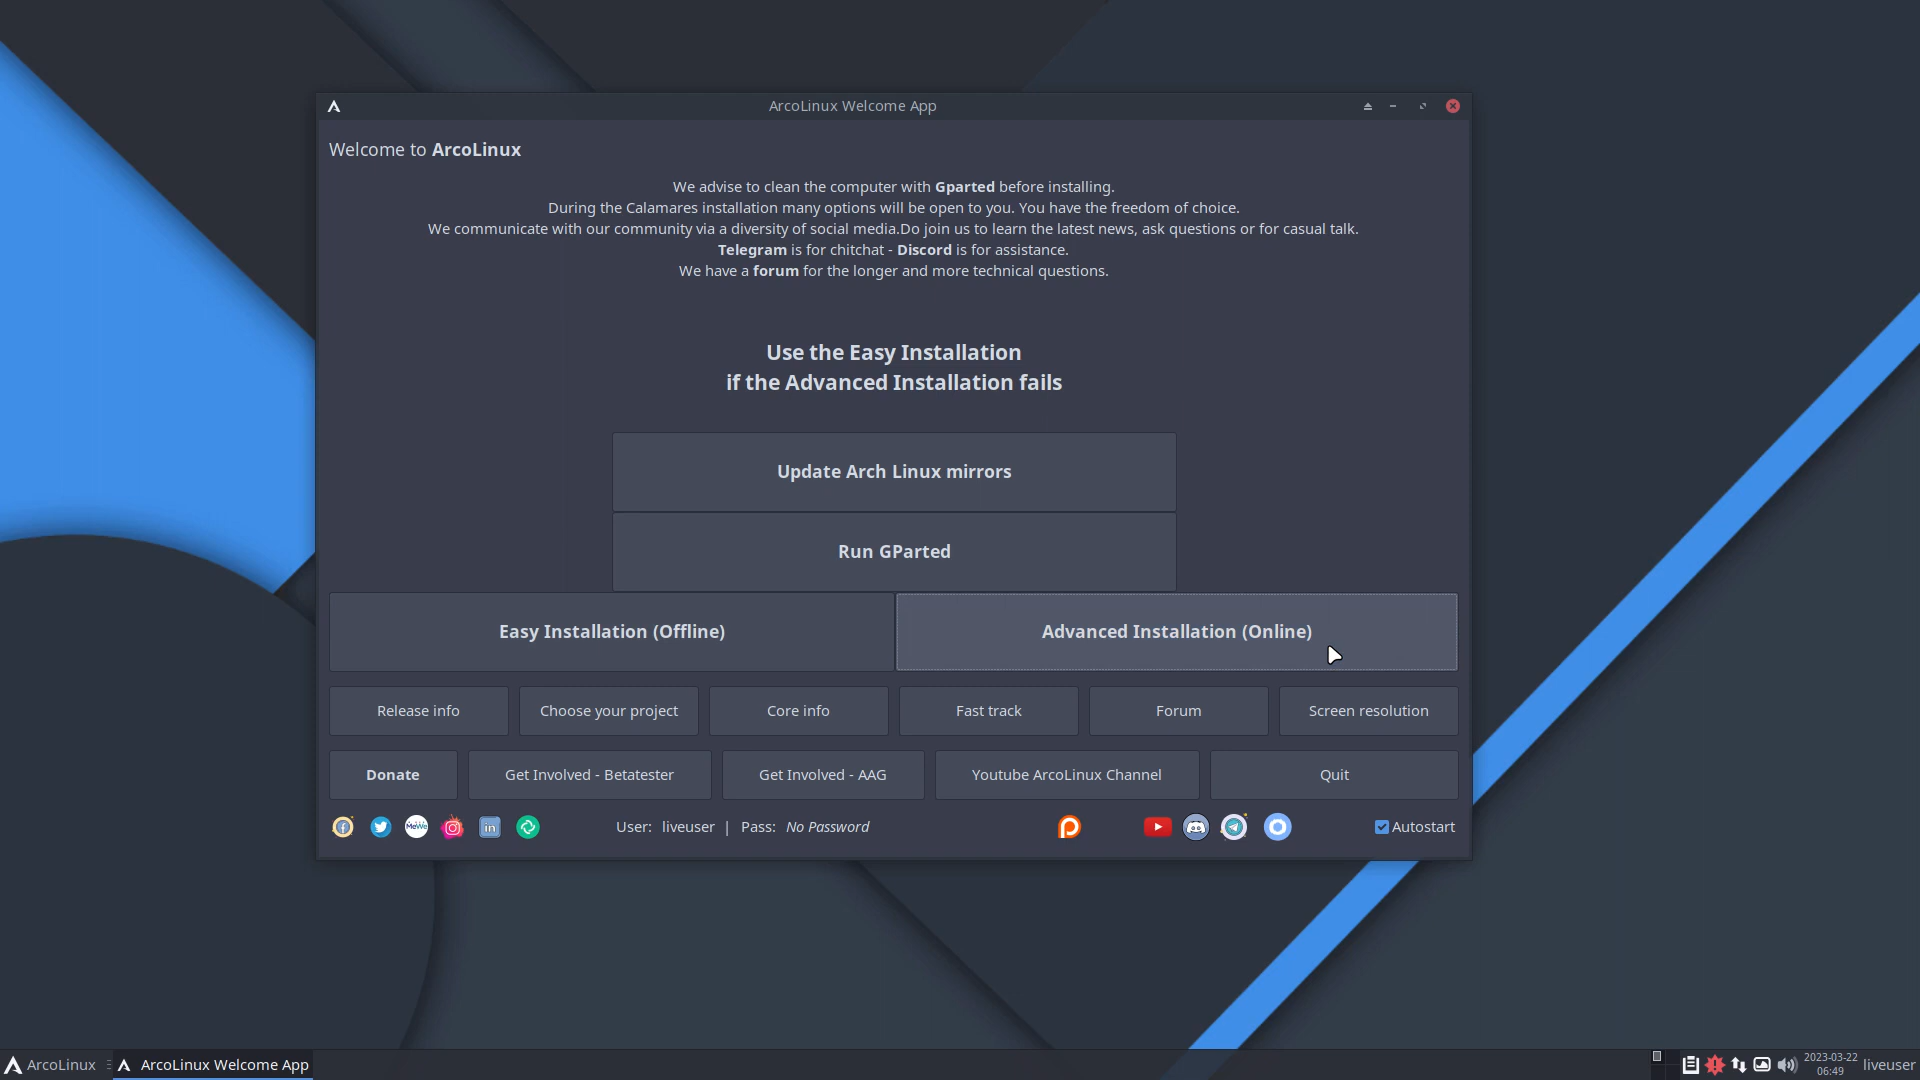 ArcoLinux Welcome App
Welcome to ArcoLinux
We advise to clean the computer with Gparted before installing.
During the Calamares installation many options will be open to you. You have the freedom of choice.
We communicate with our community via a diversity of social media.Do join us to learn the latest news, ask questions or for casual talk.
Telegram is for chitchat - Discord is for assistance.
We have a forum for the longer and more technical questions.
Use the Easy Installation
if the Advanced Installation fails
Update Arch Linux mirrors
Run GParted
Easy Installation (Offline)
Advanced Installation (Online)
Release info
Choose your project
Core info
Fast track
Forum
Screen resolution
Donate
Get Involved - Betatester
Get Involved - AAG
Youtube ArcoLinux Channel
Quit
MeWe
in
User: liveuser | Pass: No Password
Autostart
ArcoLinux
ArcoLinux Welcome App
2023-03-22
06:49
liveuser